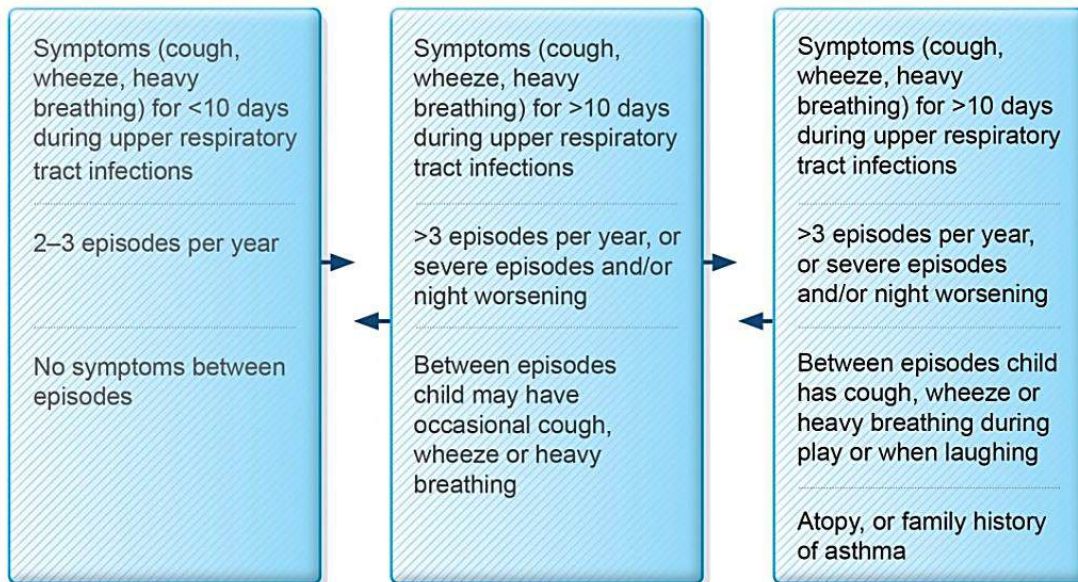 Symptoms (cough,
wheeze, heavy
breathing) for <10 days
during upper respiratory
tract infections
2–3 episodes per year
No symptoms between
episodes
Symptoms (cough,
wheeze, heavy
breathing) for >10 days
during upper respiratory
tract infections
>3 episodes per year, or
severe episodes and/or
night worsening
Between episodes
child may have
occasional cough,
wheeze or heavy
breathing
Symptoms (cough,
wheeze, heavy
breathing) for >10 days
during upper respiratory
tract infections
>3 episodes per year,
or severe episodes
and/or night worsening
Between episodes child
has cough, wheeze or
heavy breathing during
play or when laughing
Atopy, or family history
of asthma